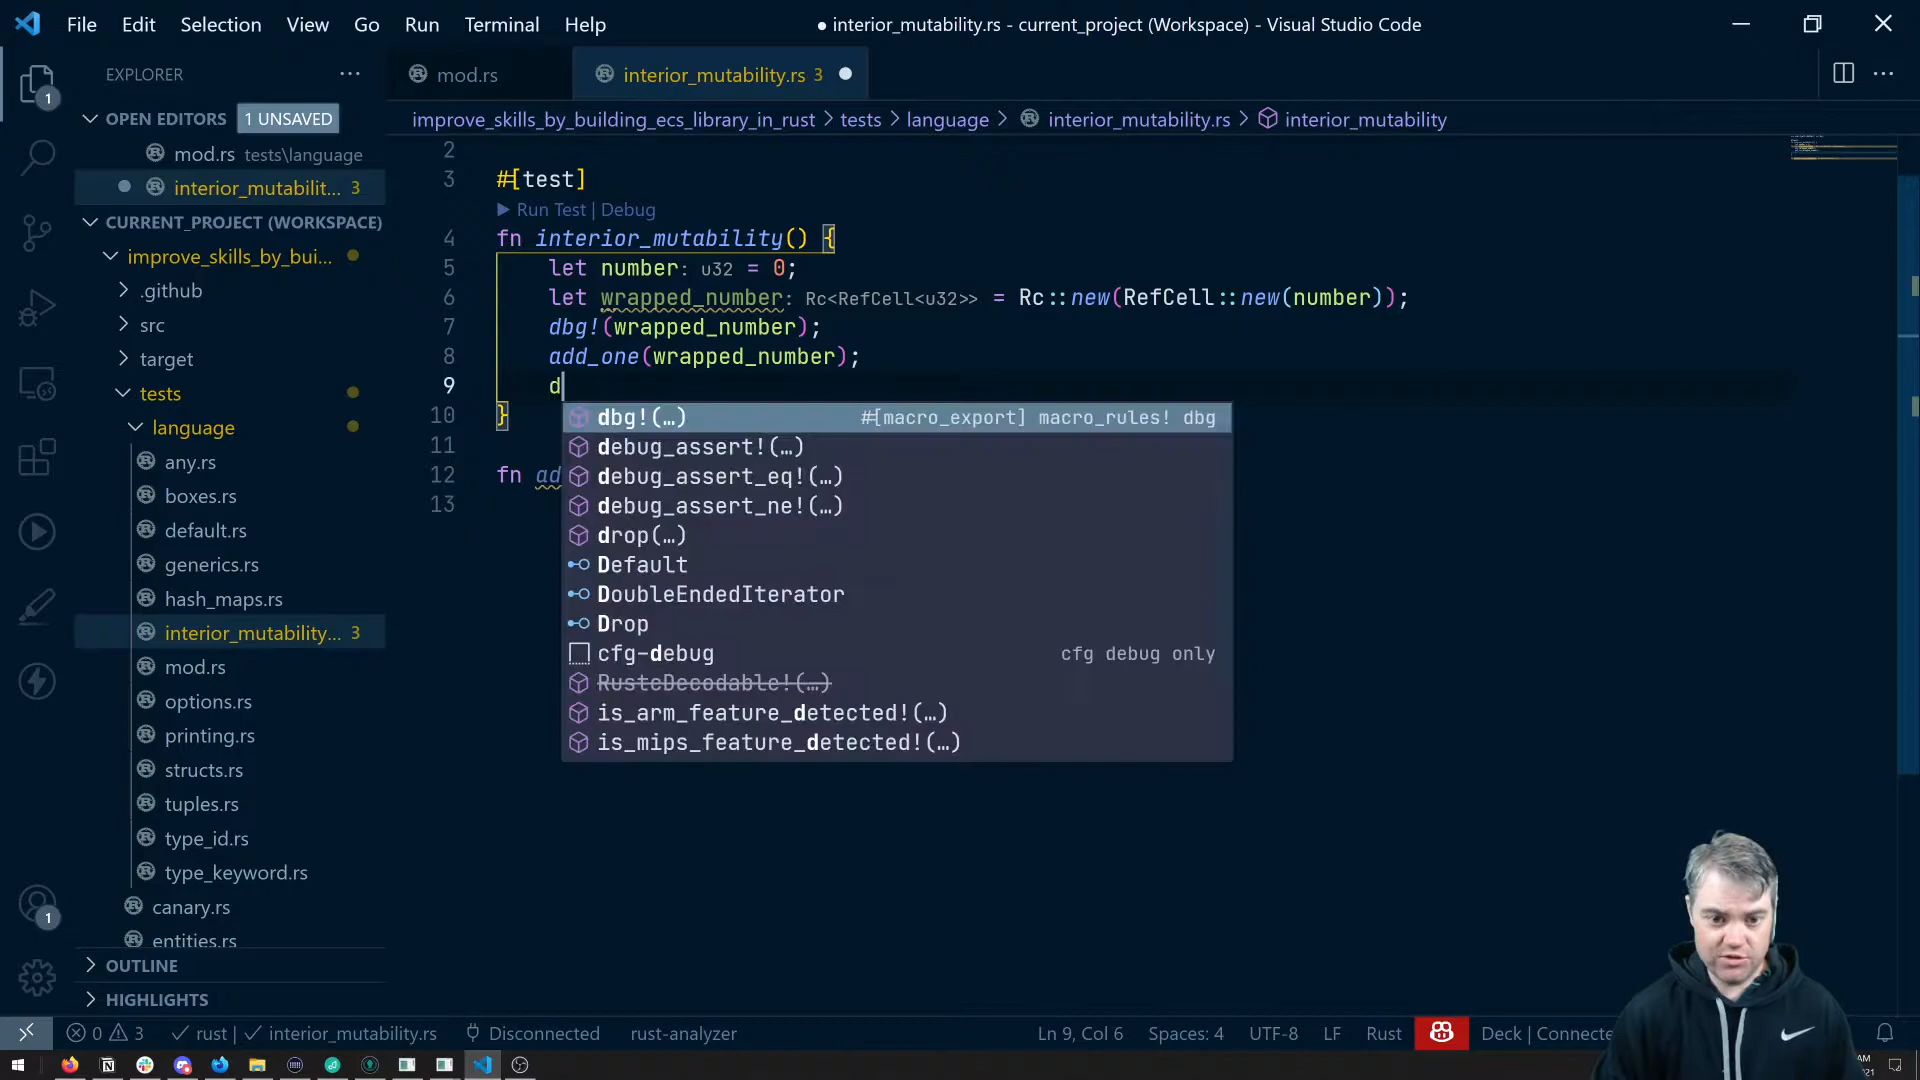 File Edit Selection View Go Run Terminal Help
● interior_mutability.rs - current_project (Workspace) - Visual Studio Code
EXPLORER
OPEN EDITORS 1 UNSAVED
mod.rs tests\language
interior_mutabilit... 3
CURRENT_PROJECT (WORKSPACE)
improve_skills_by_bui...
.github
src
target
tests
language
any.rs
boxes.rs
default.rs
generics.rs
hash_maps.rs
interior_mutability... 3
mod.rs
options.rs
printing.rs
structs.rs
tuples.rs
type_id.rs
type_keyword.rs
canary.rs
entities.rs
OUTLINE
HIGHLIGHTS
1
1
mod.rs
interior_mutability.rs 3
improve_skills_by_building_ecs_library_in_rust > tests > language > interior_mutability.rs > interior_mutability
2
3 #[test]
Run Test | Debug
4 fn interior_mutability() {
5 let number: u32 = 0;
6 let wrapped_number: Rc<RefCell<u32>> = Rc::new(RefCell::new(number));
7 dbg!(wrapped_number);
8 add_one(wrapped_number);
9 d
10 }
11
12 fn ad
13
dbg!(…) #[macro_export] macro_rules! dbg
debug_assert!(…)
debug_assert_eq!(…)
debug_assert_ne!(…)
drop(…)
Default
DoubleEndedIterator
Drop
cfg-debug cfg debug only
RustcDecodable!(…)
is_arm_feature_detected!(…)
is_mips_feature_detected!(…)
0 3 rust | interior_mutability.rs Disconnected rust-analyzer Ln 9, Col 6 Spaces: 4 UTF-8 LF Rust Deck | Connecte